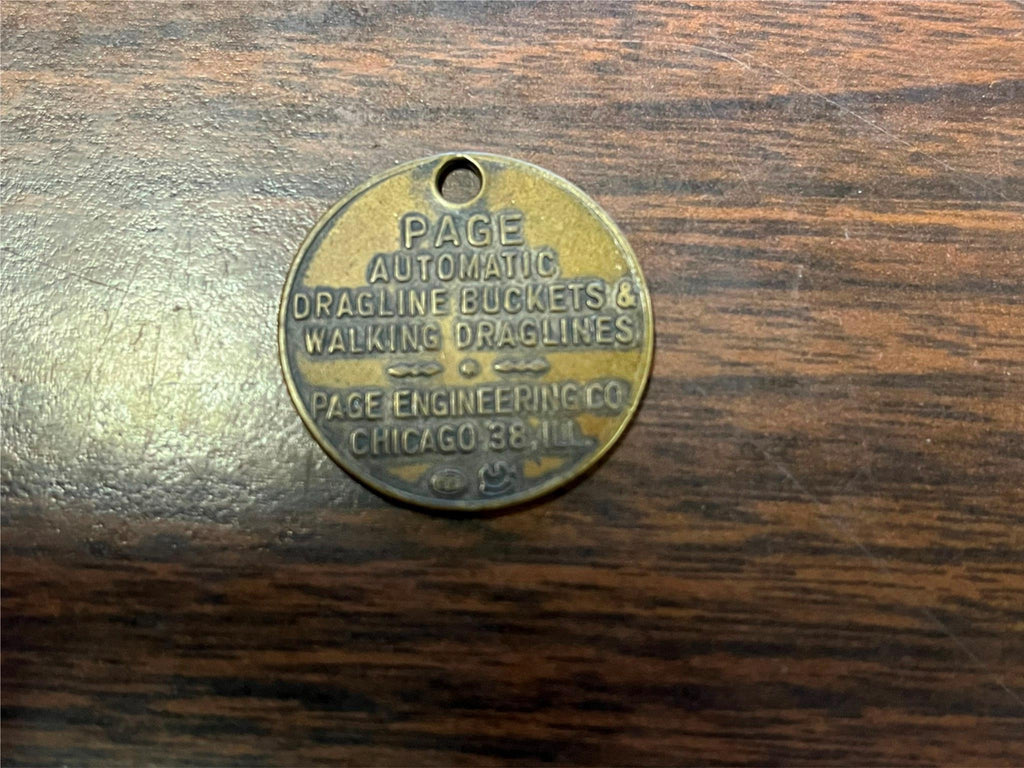 PAGE
AUTOMATIC
DRAGLINE BUCKETS &
WALKING DRAGLINES
PAGE ENGINEERING CO.
CHICAGO 38, ILL.